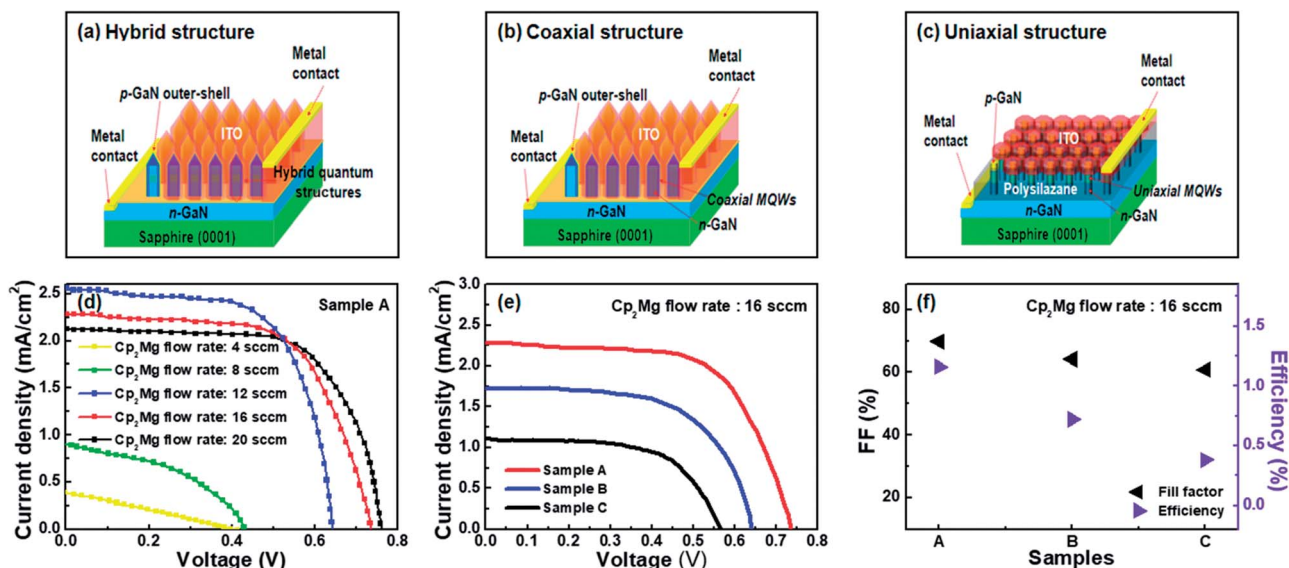 (a) Hybrid structure
Metal
contact
p-GaN outer-shell
ITO
Metal
contact
Hybrid quantum
structures
n-GaN
Sapphire (0001)
(b) Coaxial structure
Metal
contact
p-GaN outer-shell
ITO
Metal
contact
Coaxial MQWs
n-GaN
n-GaN
Sapphire (0001)
(c) Uniaxial structure
Metal
contact
p-GaN
ITO
Metal
contact
Polysilazane
Uniaxial MQWs
n-GaN
n-GaN
Sapphire (0001)
(d)
Sample A
Cp₂Mg flow rate: 4 sccm
Cp₂Mg flow rate: 8 sccm
Cp₂Mg flow rate: 12 sccm
Cp₂Mg flow rate: 16 sccm
Cp₂Mg flow rate: 20 sccm
Current density (mA/cm²)
2.5
2.0
1.5
1.0
0.5
0.0
0.0 0.2 0.4 0.6 0.8
Voltage (V)
(e)
Cp₂Mg flow rate : 16 sccm
Sample A
Sample B
Sample C
Current density (mA/cm²)
3.0
2.5
2.0
1.5
1.0
0.5
0.0
0.0 0.2 0.4 0.6 0.8
Voltage (V)
(f)
Cp₂Mg flow rate : 16 sccm
Fill factor
Efficiency
FF (%)
80
60
40
20
Efficiency (%)
1.5
1.0
0.5
0.0
A B C
Samples